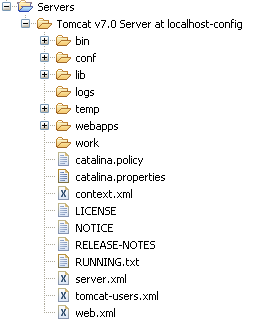 Servers
Tomcat v7.0 Server at localhost-config
bin
conf
lib
logs
temp
webapps
work
catalina.policy
catalina.properties
context.xml
LICENSE
NOTICE
RELEASE-NOTES
RUNNING.txt
server.xml
tomcat-users.xml
web.xml